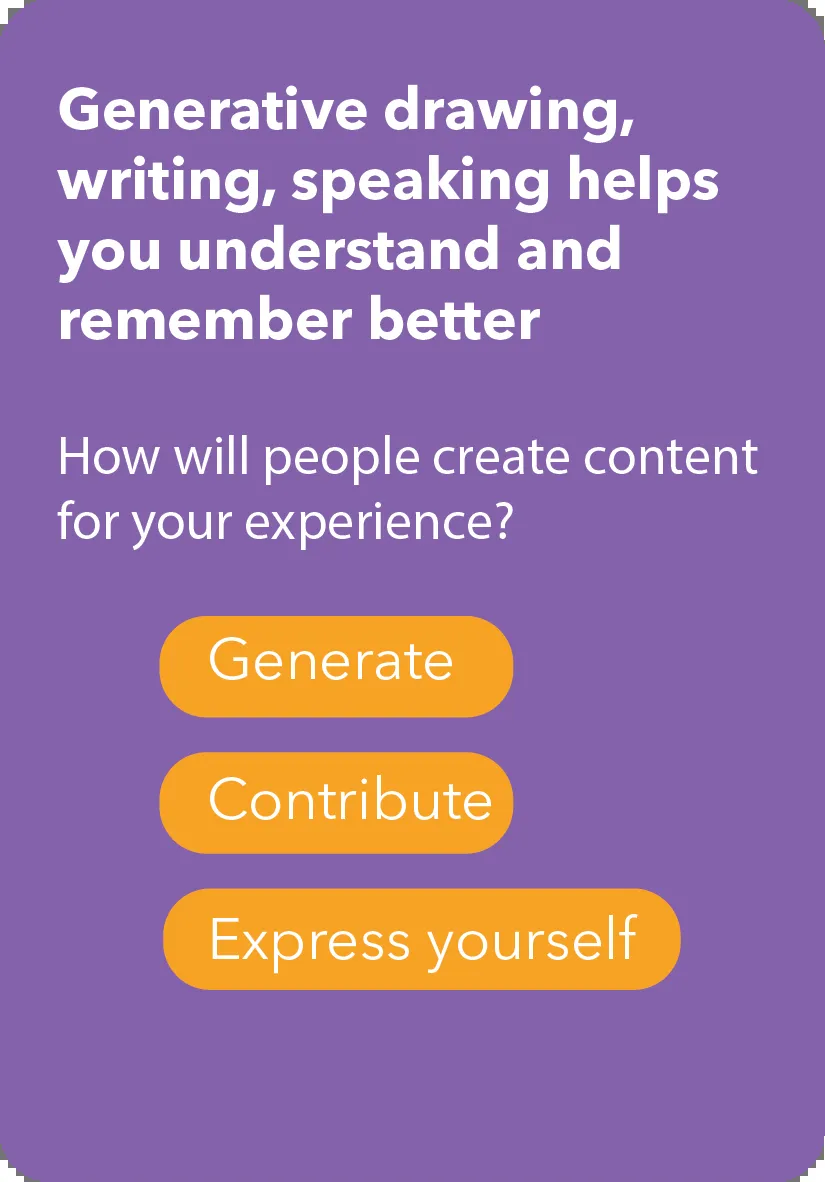 Generative drawing,
writing, speaking helps
you understand and
remember better
How will people create content
for your experience?
Generate
Contribute
Express yourself